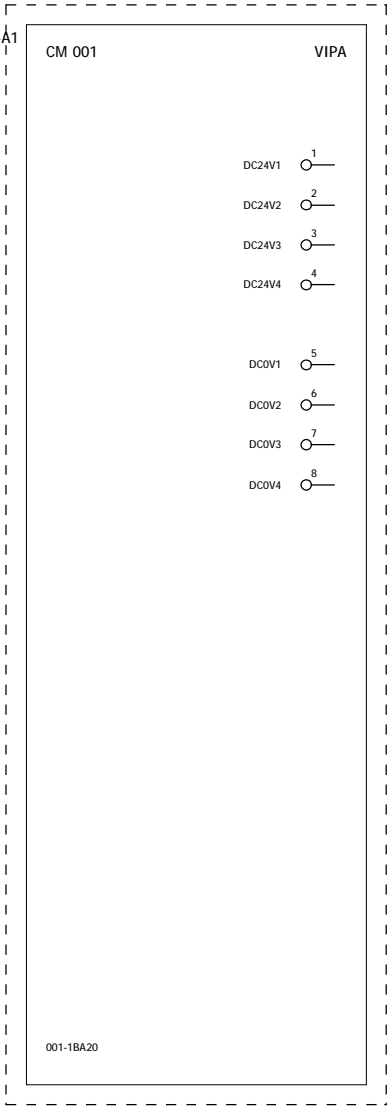 A1
CM 001 VIPA
1
DC24V1
2
DC24V2
3
DC24V3
4
DC24V4
5
DC0V1
6
DC0V2
7
DC0V3
8
DC0V4
001-1BA20